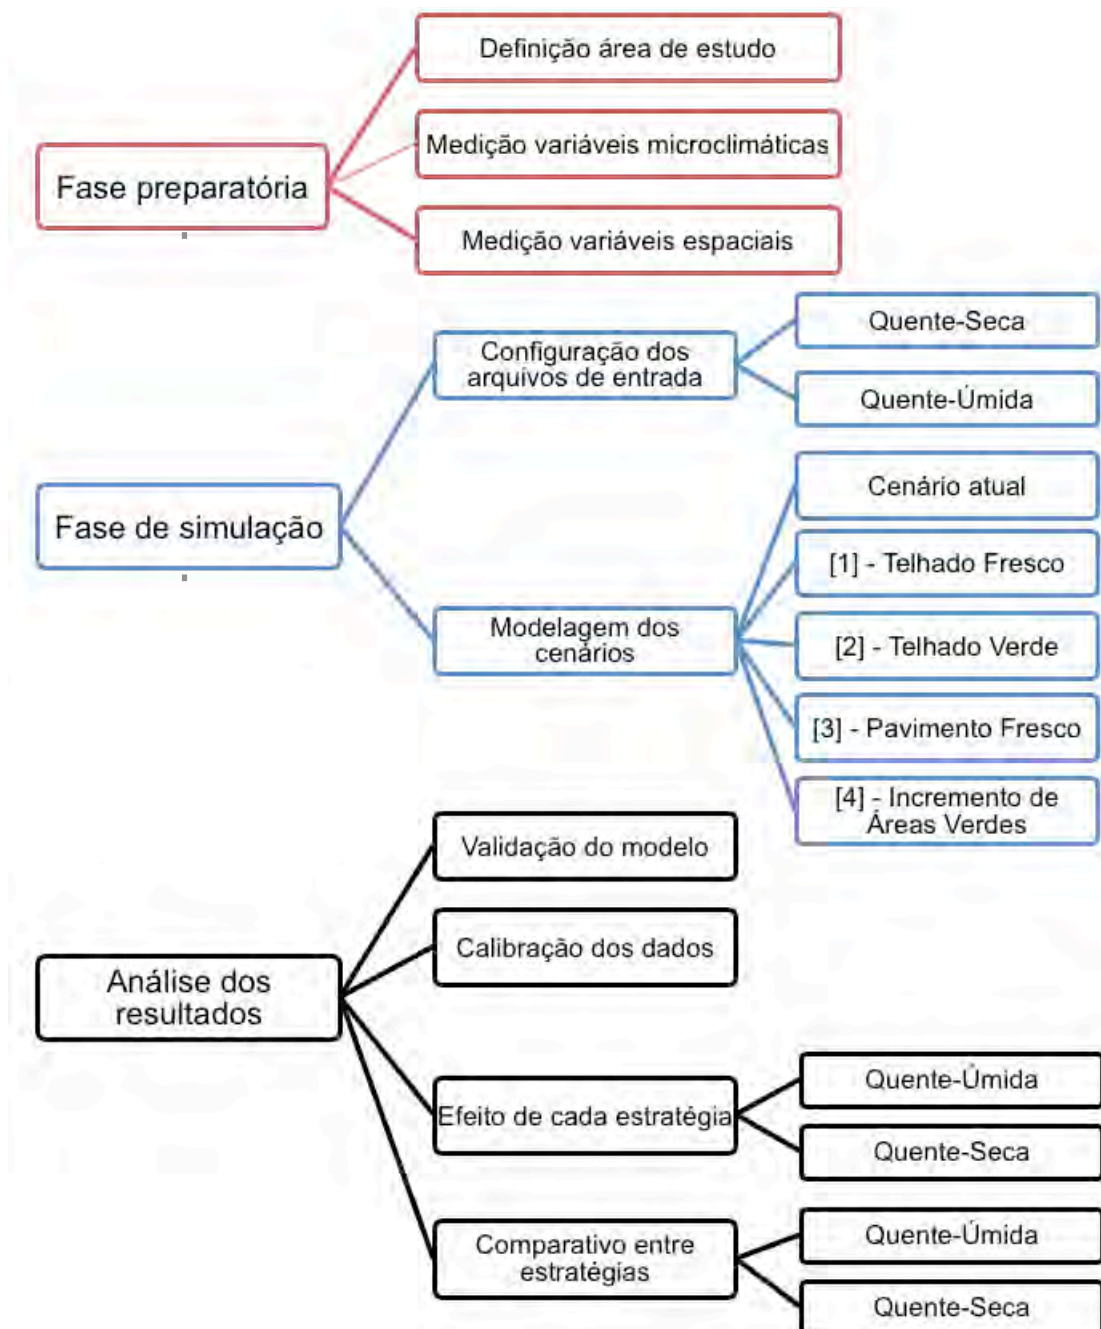 Fase preparatória
Definição área de estudo
Medição variáveis microclimáticas
Medição variáveis espaciais
Fase de simulação
Configuração dos
arquivos de entrada
Quente-Seca
Quente-Úmida
Modelagem dos
cenários
Cenário atual
[1] - Telhado Fresco
[2] - Telhado Verde
[3] - Pavimento Fresco
[4] - Incremento de
Áreas Verdes
Análise dos
resultados
Validação do modelo
Calibração dos dados
Efeito de cada estratégia
Quente-Úmida
Quente-Seca
Comparativo entre
estratégias
Quente-Úmida
Quente-Seca